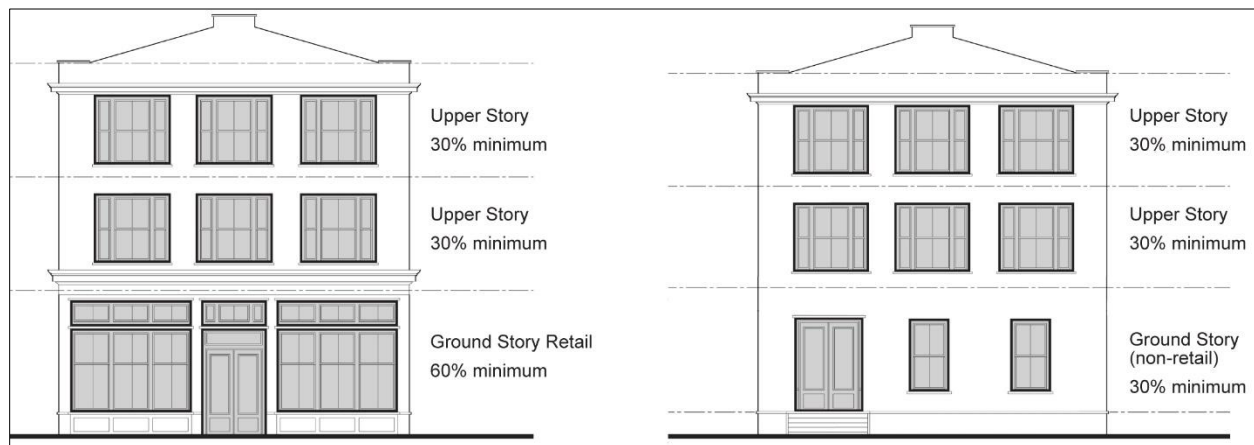 Upper Story
30% minimum
Upper Story
30% minimum
Ground Story Retail
60% minimum
Upper Story
30% minimum
Upper Story
30% minimum
Ground Story
(non-retail)
30% minimum